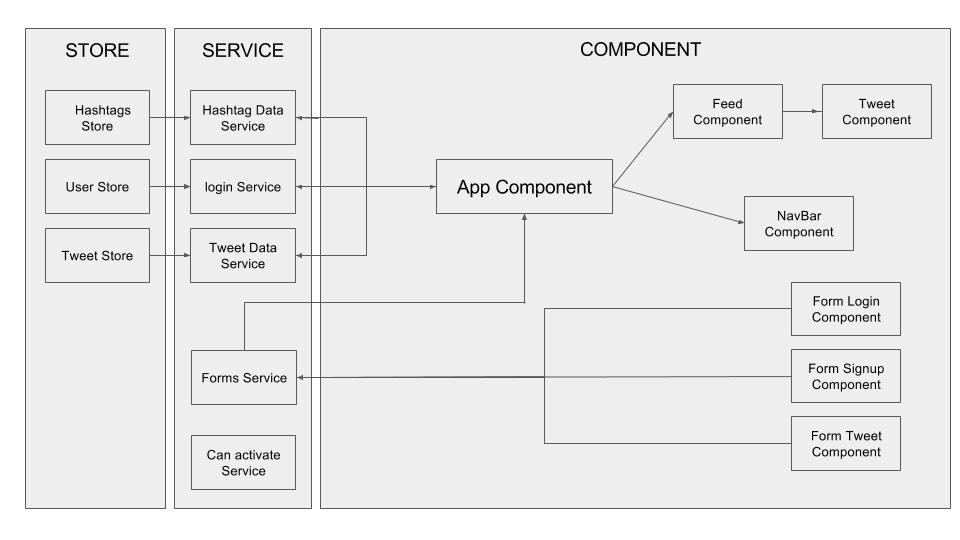 STORE
SERVICE
COMPONENT
Hashtags
Store
Hashtag Data
Service
Feed
Component
Tweet
Component
User Store
login Service
App Component
NavBar
Component
Tweet Store
Tweet Data
Service
Form Login
Component
Forms Service
Form Signup
Component
Form Tweet
Component
Can activate
Service